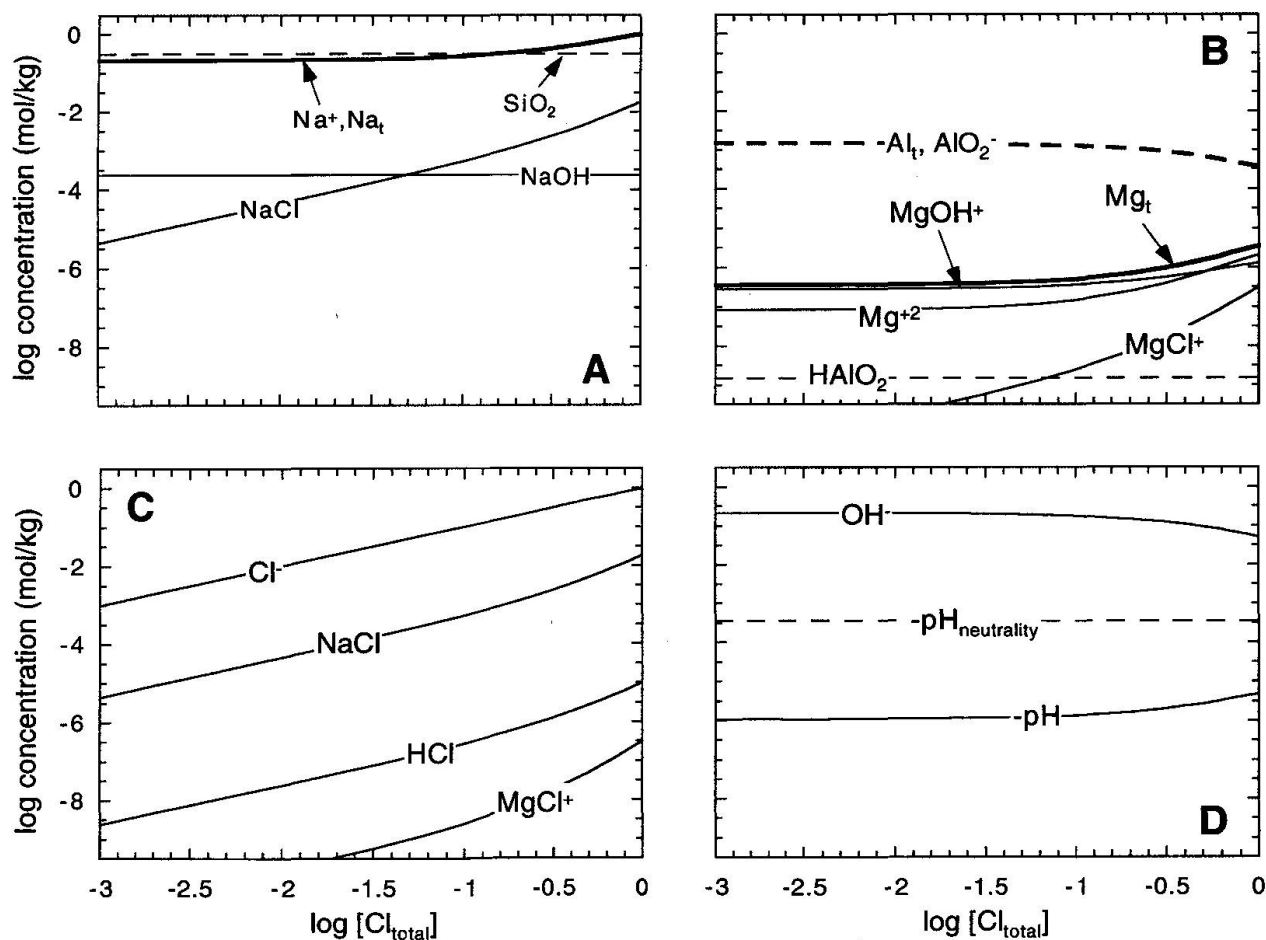 0
-2
-4
-6
-8
log concentration (mol/kg)
Na+,Nat
SiO2
NaCl
NaOH
A
B
Alt, AlO2-
MgOH+
Mgt
Mg+2
MgCl+
HAlO2
0
-2
-4
-6
-8
log concentration (mol/kg)
C
Cl-
NaCl
HCl
MgCl+
-3
-2.5
-2
-1.5
-1
-0.5
0
log [Cltotal]
OH-
-pHneutrality
-pH
D
-3
-2.5
-2
-1.5
-1
-0.5
0
log [Cltotal]